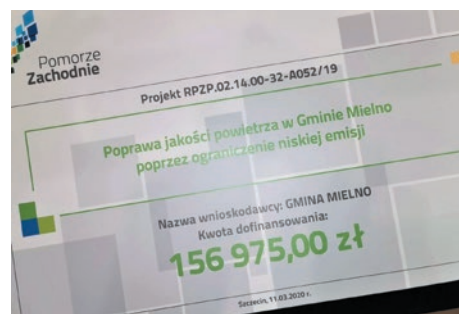 Pomorze
Zachodnie
Projekt RPZP.02.14.00-32-A052/19
Poprawa jakości powietrza w Gminie Mielno
poprzez ograniczenie niskiej emisji
Nazwa wnioskodawcy: GMINA MIELNO
Kwota dofinansowania:
156 975,00 zł
Szczecin, 11.03.2020 r.